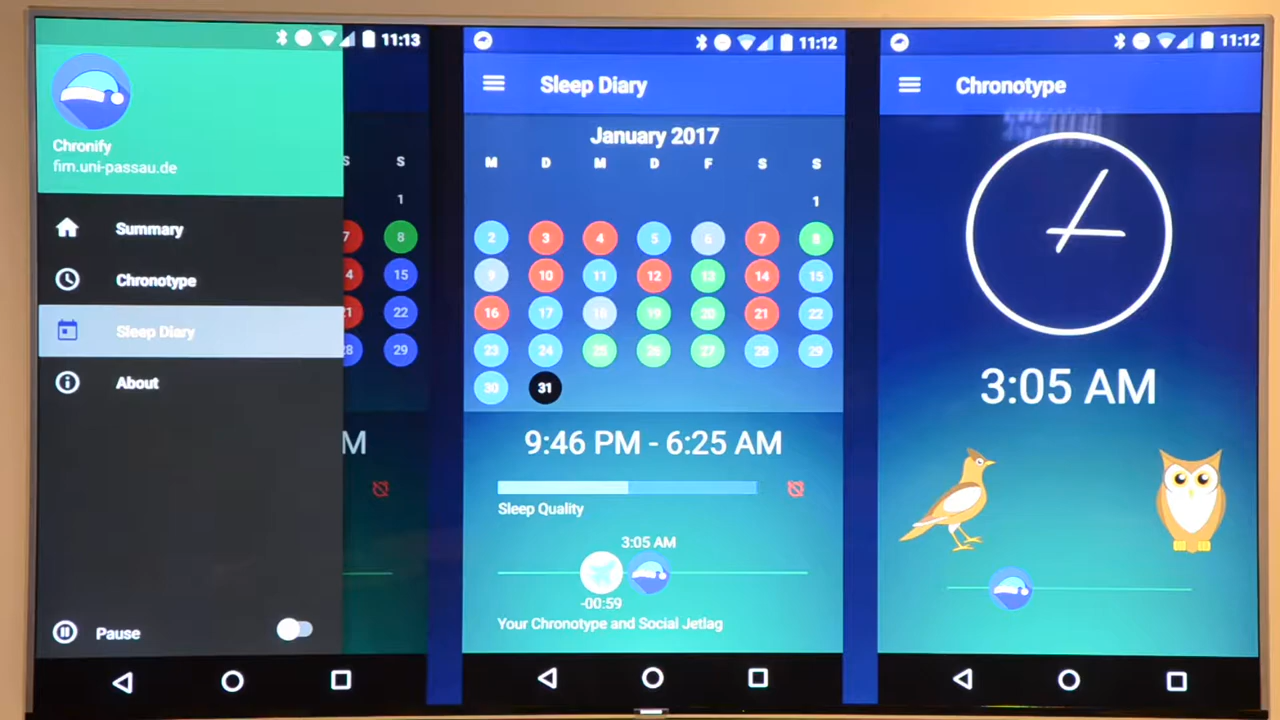 11:13
Chronify
fim.uni-passau.de
Summary
Chronotype
Sleep Diary
About
Pause
S S
1
7 8
4 15
1 22
28 29
M
11:12
Sleep Diary
January 2017
M D M D F S S
1
2 3 4 5 6 7 8
9 10 11 12 13 14 15
16 17 18 19 20 21 22
23 24 25 26 27 28 29
30 31
9:46 PM - 6:25 AM
Sleep Quality
3:05 AM
-00:59
Your Chronotype and Social Jetlag
11:12
Chronotype
3:05 AM